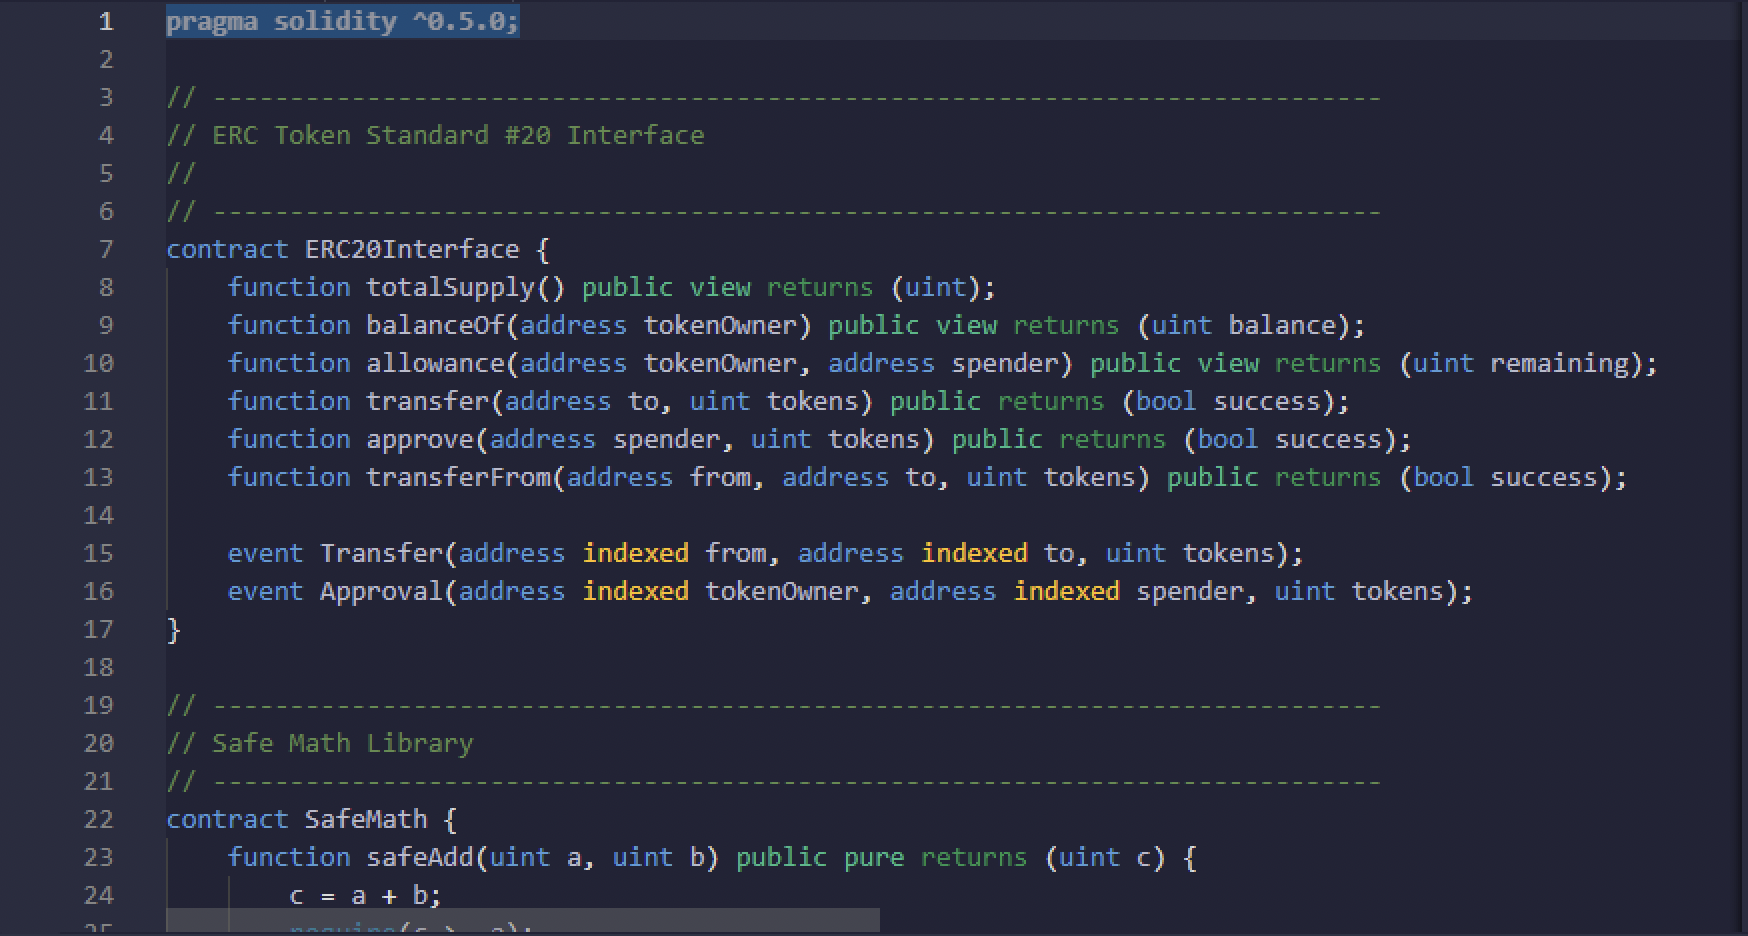 1 pragma solidity ^0.5.0;
2
3 // ----------------------------------------------------------------------------
4 // ERC Token Standard #20 Interface
5 //
6 // ----------------------------------------------------------------------------
7 contract ERC20Interface {
8 function totalSupply() public view returns (uint);
9 function balanceOf(address tokenOwner) public view returns (uint balance);
10 function allowance(address tokenOwner, address spender) public view returns (uint remaining);
11 function transfer(address to, uint tokens) public returns (bool success);
12 function approve(address spender, uint tokens) public returns (bool success);
13 function transferFrom(address from, address to, uint tokens) public returns (bool success);
14
15 event Transfer(address indexed from, address indexed to, uint tokens);
16 event Approval(address indexed tokenOwner, address indexed spender, uint tokens);
17 }
18
19 // ----------------------------------------------------------------------------
20 // Safe Math Library
21 // ----------------------------------------------------------------------------
22 contract SafeMath {
23 function safeAdd(uint a, uint b) public pure returns (uint c) {
24 c = a + b;